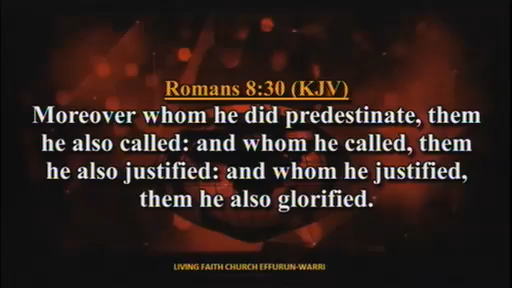 Romans 8:30 (KJV)
Moreover whom he did predestinate, them
he also called: and whom he called, them
he also justified: and whom he justified,
them he also glorified.
LIVING FAITH CHURCH EFFURUN-WARRI